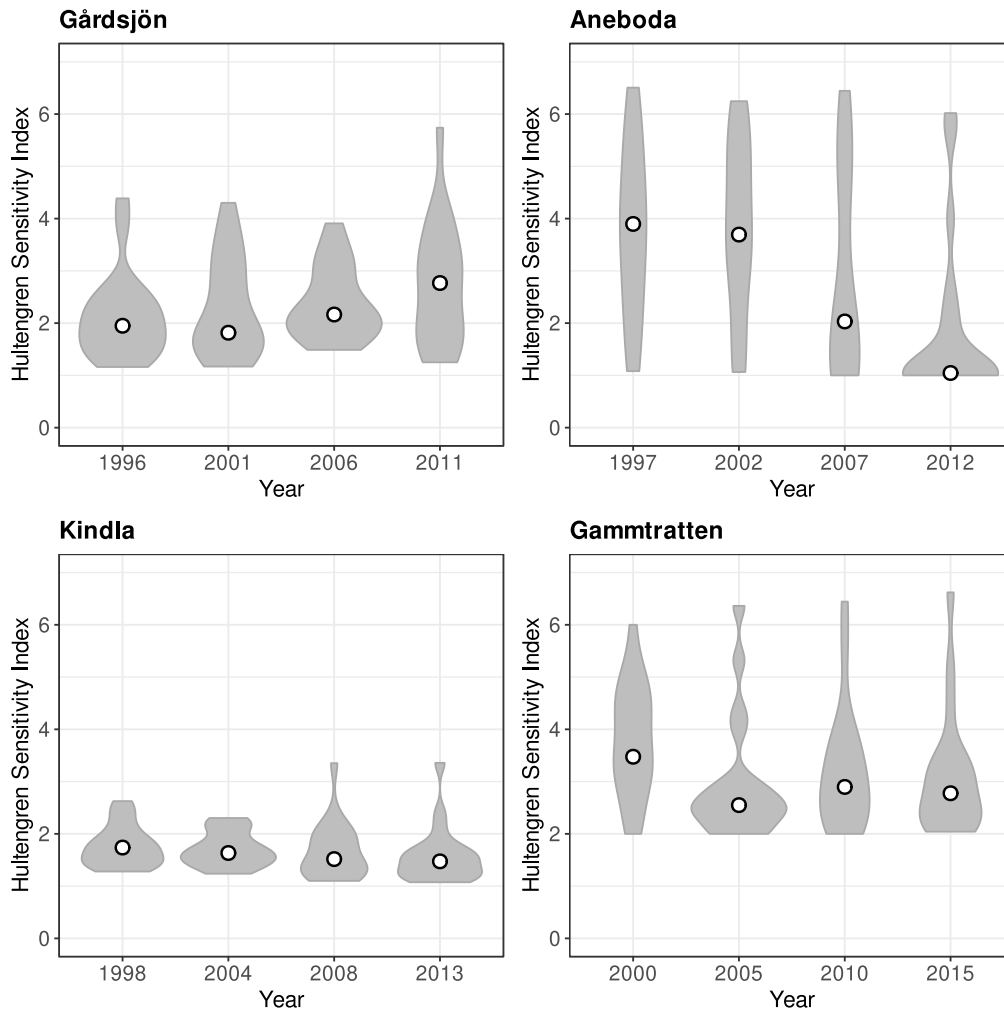 Gårdsjön
Hultengren Sensitivity Index
6
4
2
0
1996 2001 2006 2011
Year
Aneboda
Hultengren Sensitivity Index
6
4
2
0
1997 2002 2007 2012
Year
Kindla
Hultengren Sensitivity Index
6
4
2
0
1998 2004 2008 2013
Year
Gammtratten
Hultengren Sensitivity Index
6
4
2
0
2000 2005 2010 2015
Year